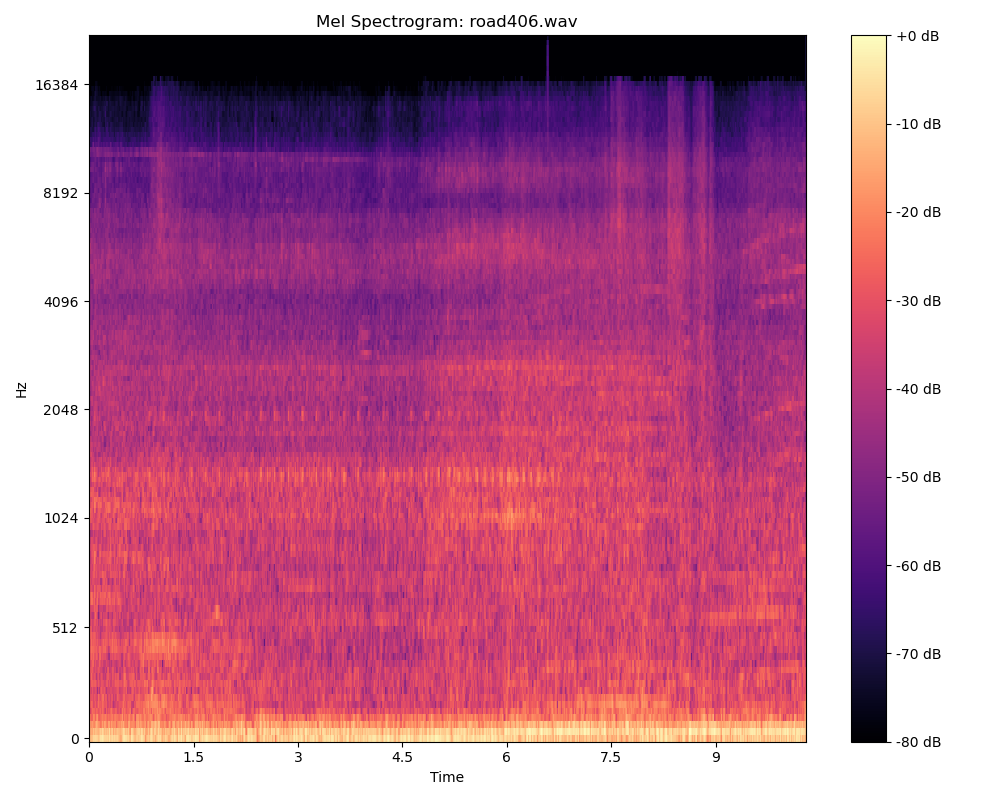 Mel Spectrogram: road406.wav
Hz
16384
8192
4096
2048
1024
512
0
0 1.5 3 4.5 6 7.5 9
Time
+0 dB
-10 dB
-20 dB
-30 dB
-40 dB
-50 dB
-60 dB
-70 dB
-80 dB